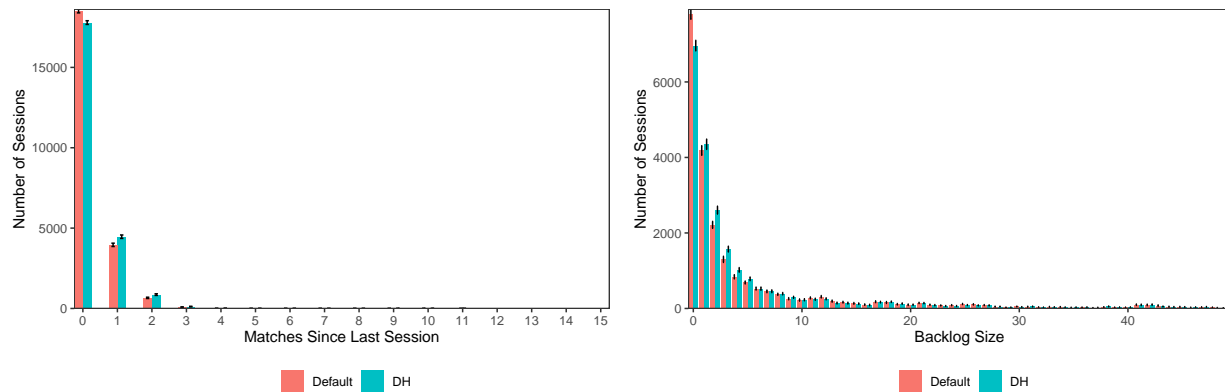 Number of Sessions
15000
10000
5000
0
0 1 2 3 4 5 6 7 8 9 10 11 12 13 14 15
Matches Since Last Session
Default DH
Number of Sessions
6000
4000
2000
0
0 10 20 30 40
Backlog Size
Default DH